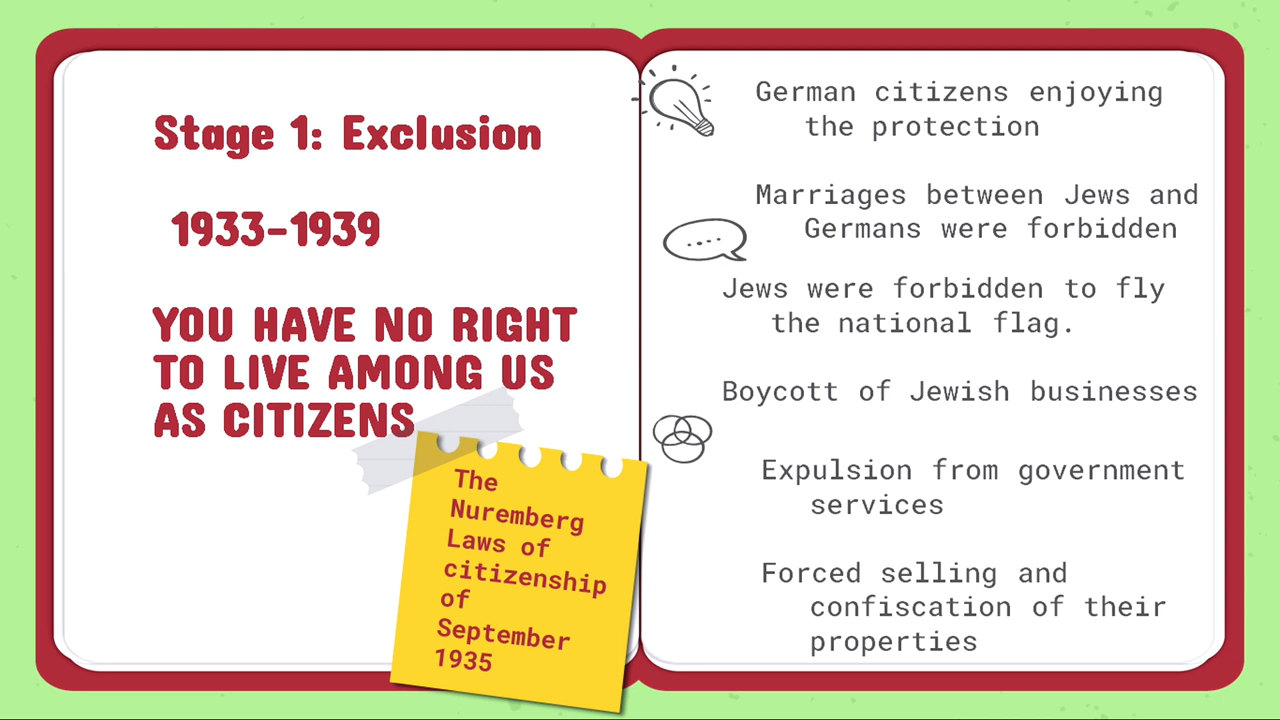 Stage 1: Exclusion
1933-1939
YOU HAVE NO RIGHT
TO LIVE AMONG US
AS CITIZENS
The
Nuremberg
Laws of
citizenship
of
September
1935
German citizens enjoying
the protection
Marriages between Jews and
Germans were forbidden
Jews were forbidden to fly
the national flag.
Boycott of Jewish businesses
Expulsion from government
services
Forced selling and
confiscation of their
properties